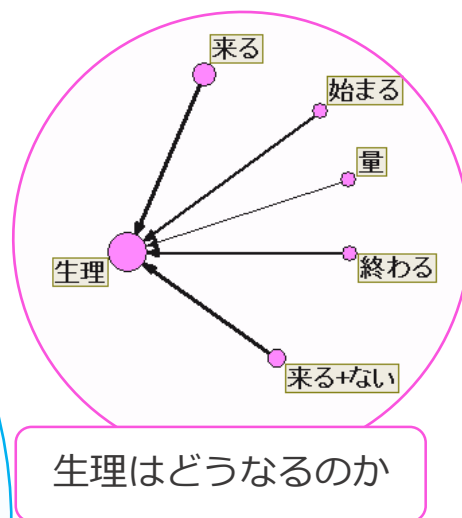 来る
始まる
量
生理
終わる
来る+ない
生理はどうなるのか